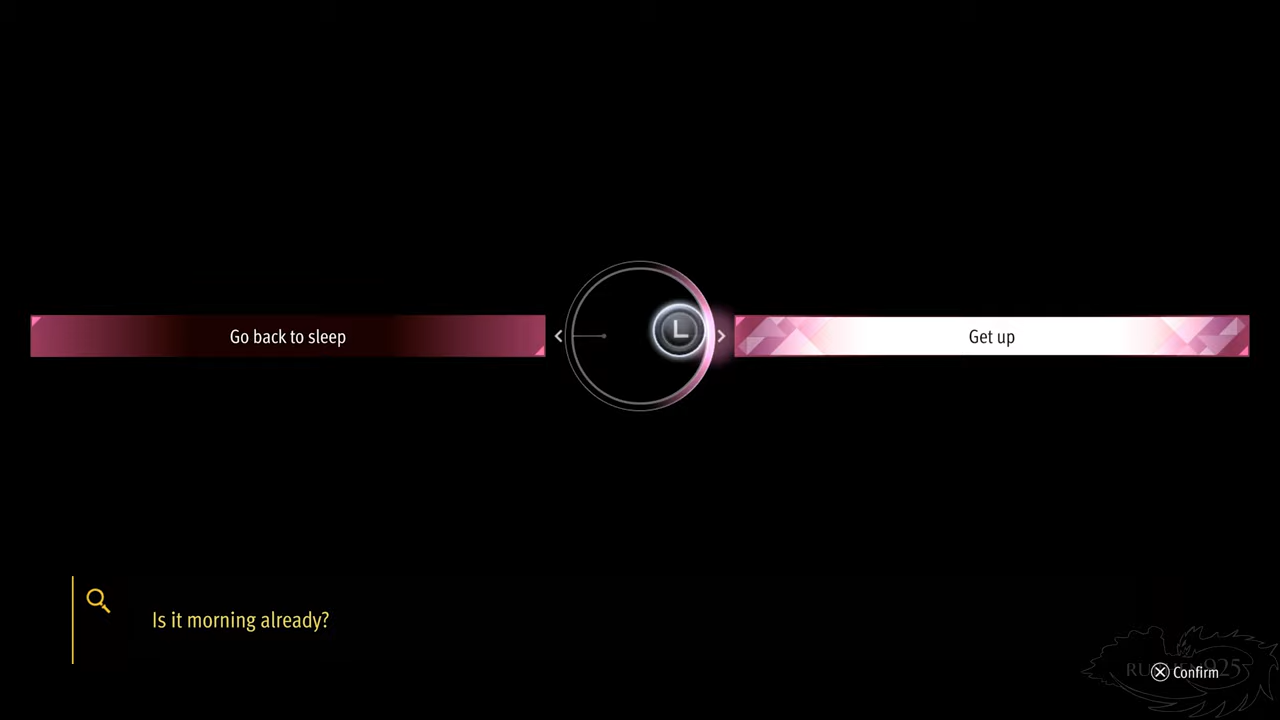 Go back to sleep
L
Get up
Is it morning already?
Confirm